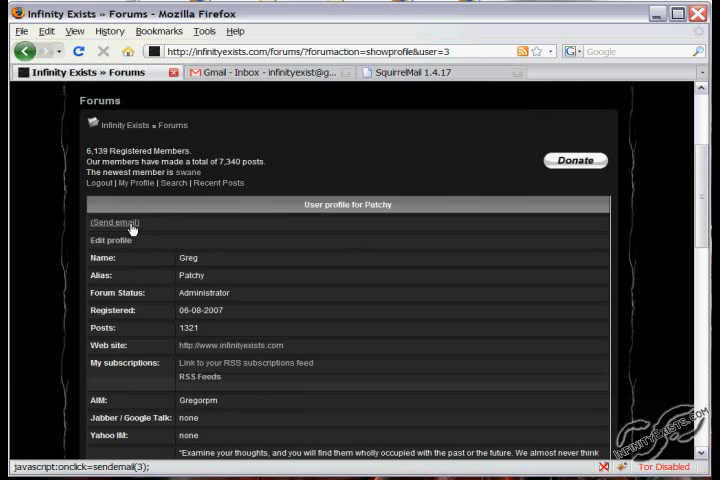 Infinity Exists » Forums - Mozilla Firefox
File Edit View History Bookmarks Tools Help
http://infinityexists.com/forums/?forumaction=showprofile&user=3
G Google
Infinity Exists » Forums
Gmail - Inbox - infinityexist@g...
SquirrelMail 1.4.17
Forums
Infinity Exists » Forums
6,139 Registered Members.
Our members have made a total of 7,340 posts.
The newest member is swane
Logout | My Profile | Search | Recent Posts
Donate
User profile for Patchy
(Send email)
Edit profile
Name: Greg
Alias: Patchy
Forum Status: Administrator
Registered: 06-08-2007
Posts: 1321
Web site: http://www.infinityexists.com
My subscriptions: Link to your RSS subscriptions feed
RSS Feeds
AIM: Gregorpm
Jabber / Google Talk: none
Yahoo IM: none
"Examine your thoughts, and you will find them wholly occupied with the past or the future. We almost never think
InfinityExists.com
javascript:onclick=sendemail(3);
Tor Disabled